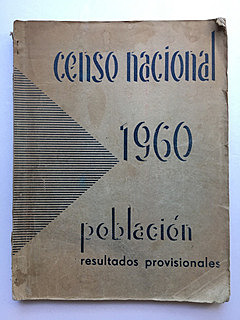 censo nacional
1960
población
resultados provisionales